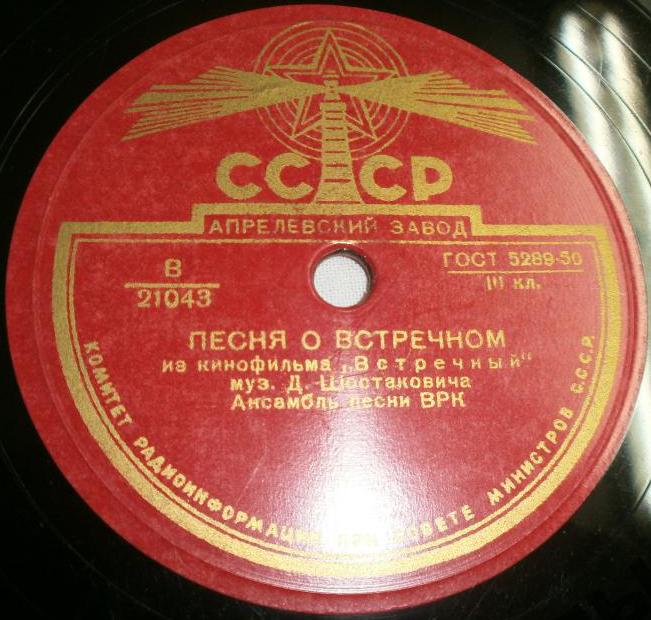 СССР
АПРЕЛЕВСКИЙ ЗАВОД
В
21043
ГОСТ 5289-50
III кл.
ПЕСНЯ О ВСТРЕЧНОМ
из кинофильма „Встречный"
муз. Д. Шостаковича
Ансамбль песни ВРК
КОМИТЕТ РАДИОИНФОРМАЦИИ ПРИ СОВЕТЕ МИНИСТРОВ С.С.С.Р.